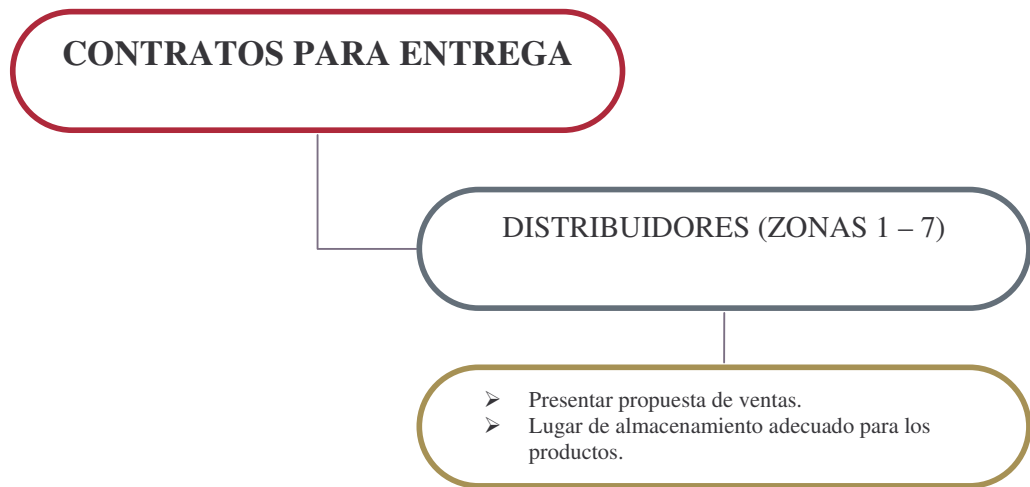 CONTRATOS PARA ENTREGA
DISTRIBUIDORES (ZONAS 1 – 7)
➢ Presentar propuesta de ventas.
➢ Lugar de almacenamiento adecuado para los
productos.